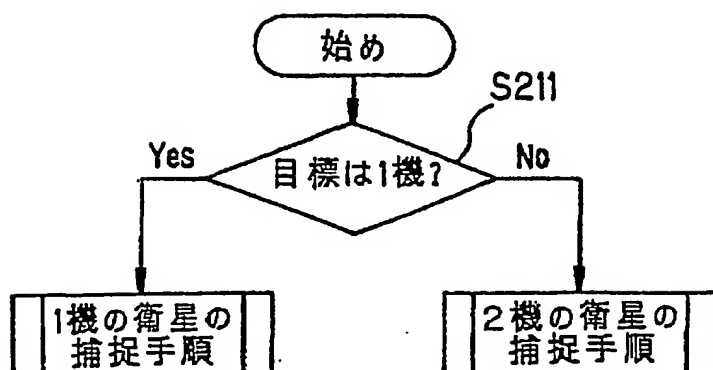 始め
S211
Yes
目標は1機?
No
1機の衛星の
捕捉手順
2機の衛星の
捕捉手順